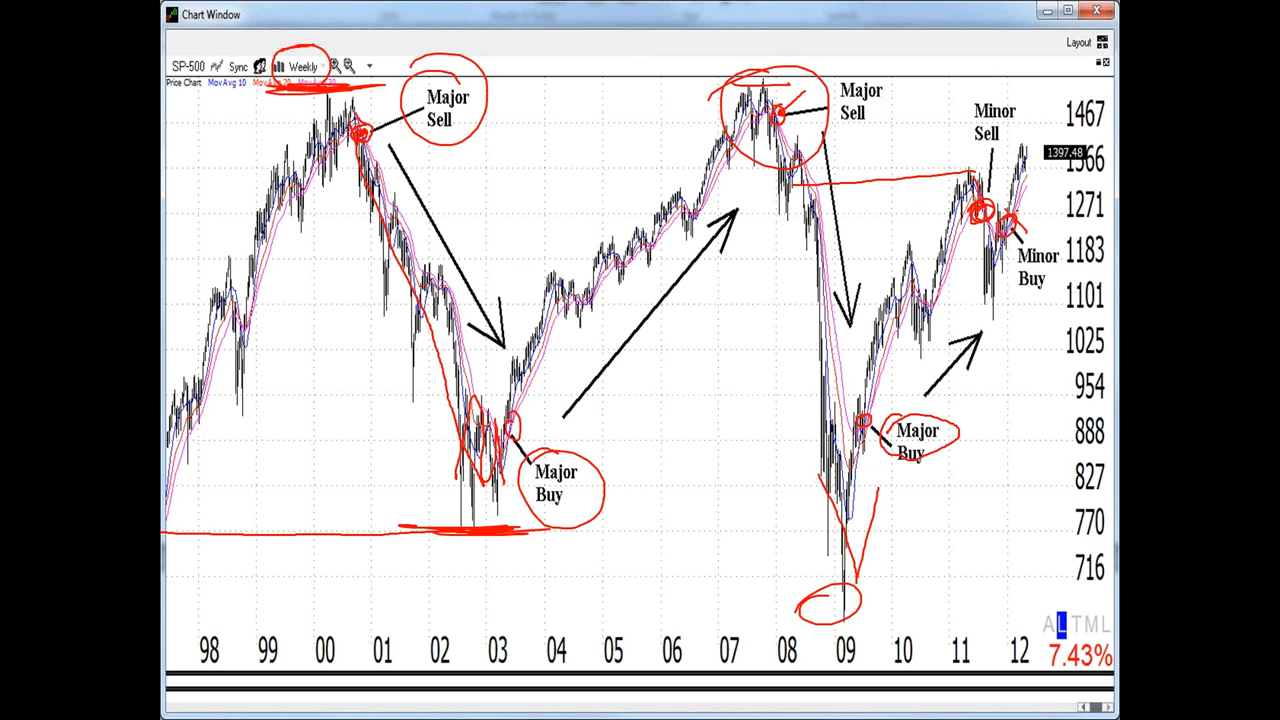 Chart Window
Layout
SP-500 Sync Weekly
Price Chart MovAvg 10
Major
Sell
Major
Sell
Minor
Sell
Minor
Buy
Major
Buy
Major
Buy
1467
1397.48
1366
1271
1183
1101
1025
954
888
827
770
716
ALTML
7.43%
98 99 00 01 02 03 04 05 06 07 08 09 10 11 12